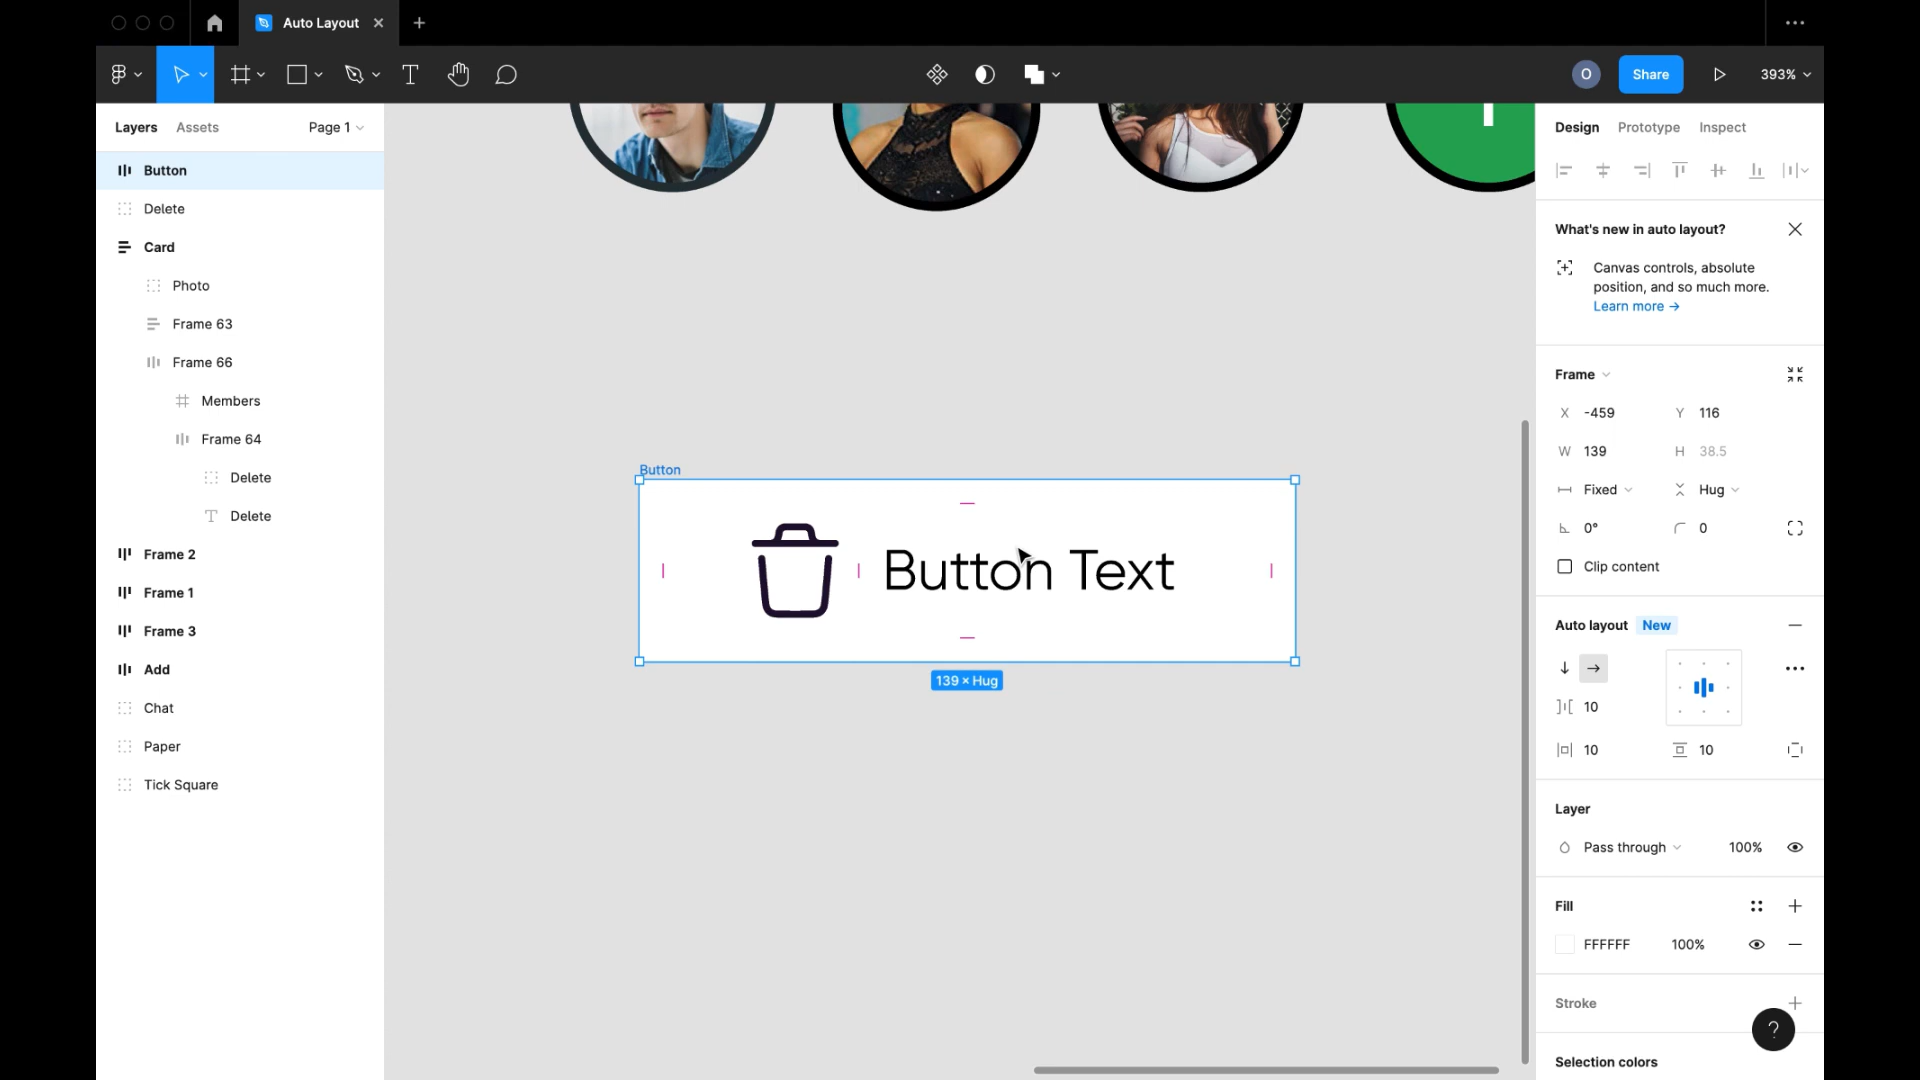 Auto Layout
O
Share
393%
Layers
Assets
Page 1
Design
Prototype
Inspect
Button
Delete
Card
Photo
Frame 63
Frame 66
Members
Frame 64
Delete
Delete
Frame 2
Frame 1
Frame 3
Add
Chat
Paper
Tick Square
Button
Button Text
139 × Hug
What's new in auto layout?
Canvas controls, absolute
position, and so much more.
Learn more →
Frame
X -459 Y 116
W 139 H 38.5
Fixed Hug
0° 0
Clip content
Auto layout New
10
10 10
Layer
Pass through 100%
Fill
FFFFFF 100%
Stroke
?
Selection colors